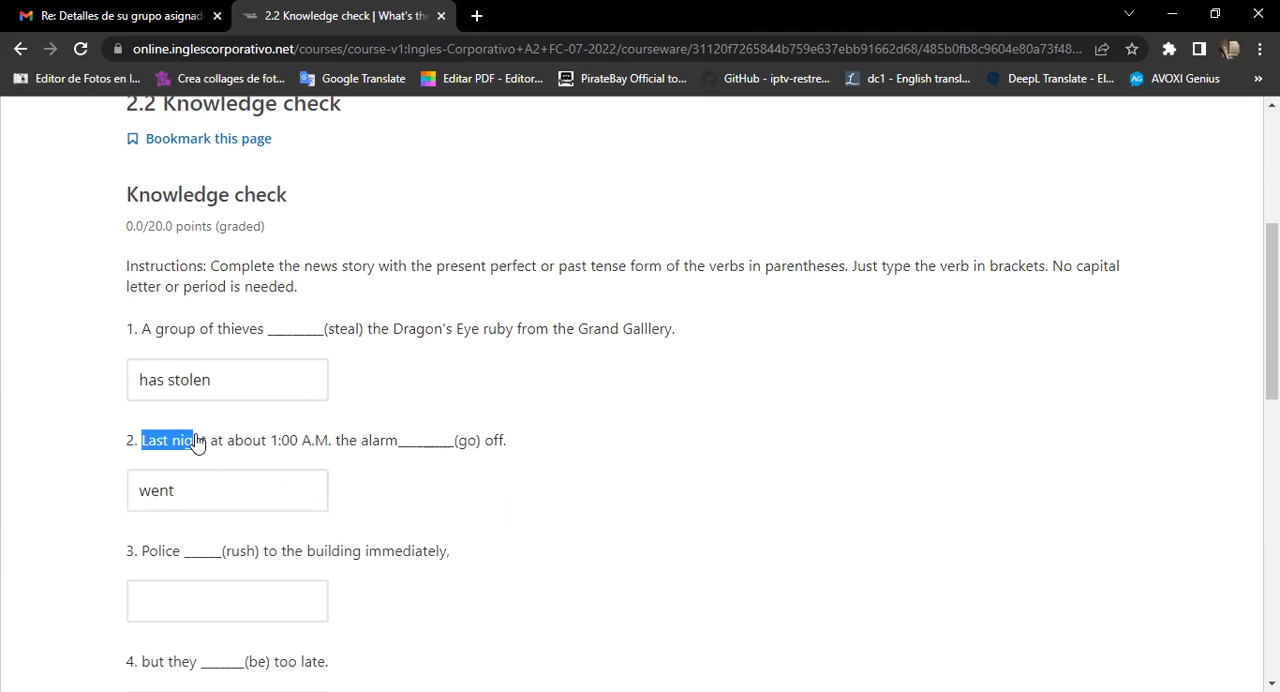 Re: Detalles de su grupo asignad
2.2 Knowledge check | What's the
online.inglescorporativo.net/courses/course-v1:Ingles-Corporativo+A2+FC-07-2022/courseware/31120f7265844b759e637ebb91662d68/485b0fb8c9604e80a73f48...
Editor de Fotos en l... Crea collages de fot... Google Translate Editar PDF - Editor... PirateBay Official to... GitHub - iptv-restre... dc1 - English transl... DeepL Translate - El... AVOXI Genius »
2.2 Knowledge check
Bookmark this page
Knowledge check
0.0/20.0 points (graded)
Instructions: Complete the news story with the present perfect or past tense form of the verbs in parentheses. Just type the verb in brackets. No capital
letter or period is needed.
1. A group of thieves ________(steal) the Dragon's Eye ruby from the Grand Galllery.
has stolen
2. Last night at about 1:00 A.M. the alarm________(go) off.
went
3. Police _____(rush) to the building immediately,
4. but they ______(be) too late.